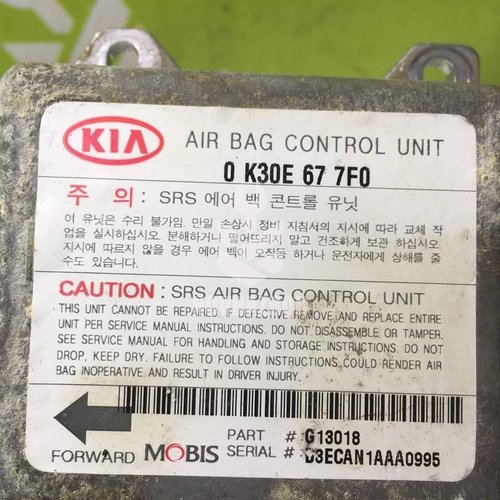 KIA AIR BAG CONTROL UNIT
0 K30E 67 7F0
주 의 : SRS 에어 백 콘트롤 유닛
이 유닛은 수리 불가임. 만일 손상시 정비 지침서의 지시에 따라 교체 작
업을 실시하십시오. 분해하거나 떨어뜨리지 말고 건조하게 보관 하십시오.
지시에 따르지 않을 경우 에어 백이 오작동 하거나 운전자에게 상해를 줄
수도 있습니다.
CAUTION : SRS AIR BAG CONTROL UNIT
THIS UNIT CANNOT BE REPAIRED. IF DEFECTIVE REMOVE AND REPLACE ENTIRE
UNIT PER SERVICE MANUAL INSTRUCTIONS. DO NOT DISASSEMBLE OR TAMPER.
SEE SERVICE MANUAL FOR HANDLING AND STORAGE INSTRUCTIONS. DO NOT
DROP, KEEP DRY. FAILURE TO FOLLOW INSTRUCTIONS COULD RENDER AIR
BAG INOPERATIVE AND RESULT IN DRIVER INJURY.
PART # G13018
FORWARD MOBIS SERIAL # D3ECAN1AAA0995